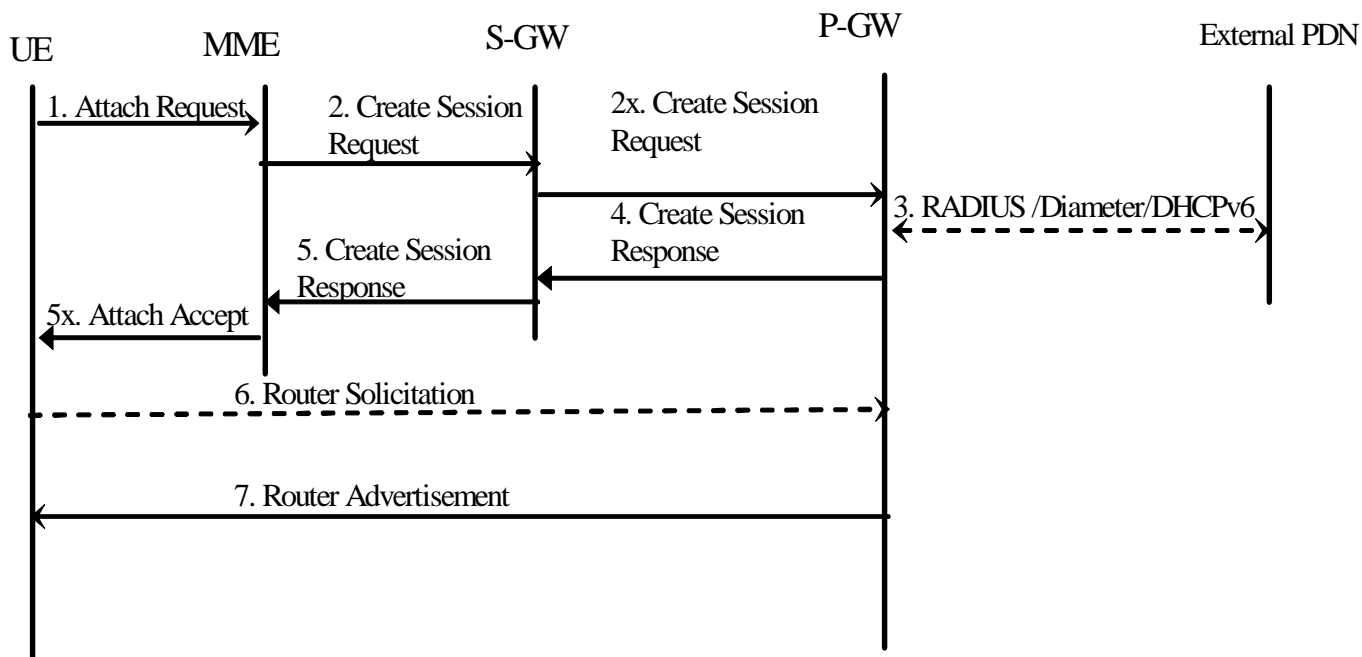 UE
MME
S-GW
P-GW
External PDN
1. Attach Request
2. Create Session
Request
2x. Create Session
Request
3. RADIUS /Diameter/DHCPv6
4. Create Session
Response
5. Create Session
Response
5x. Attach Accept
6. Router Solicitation
7. Router Advertisement